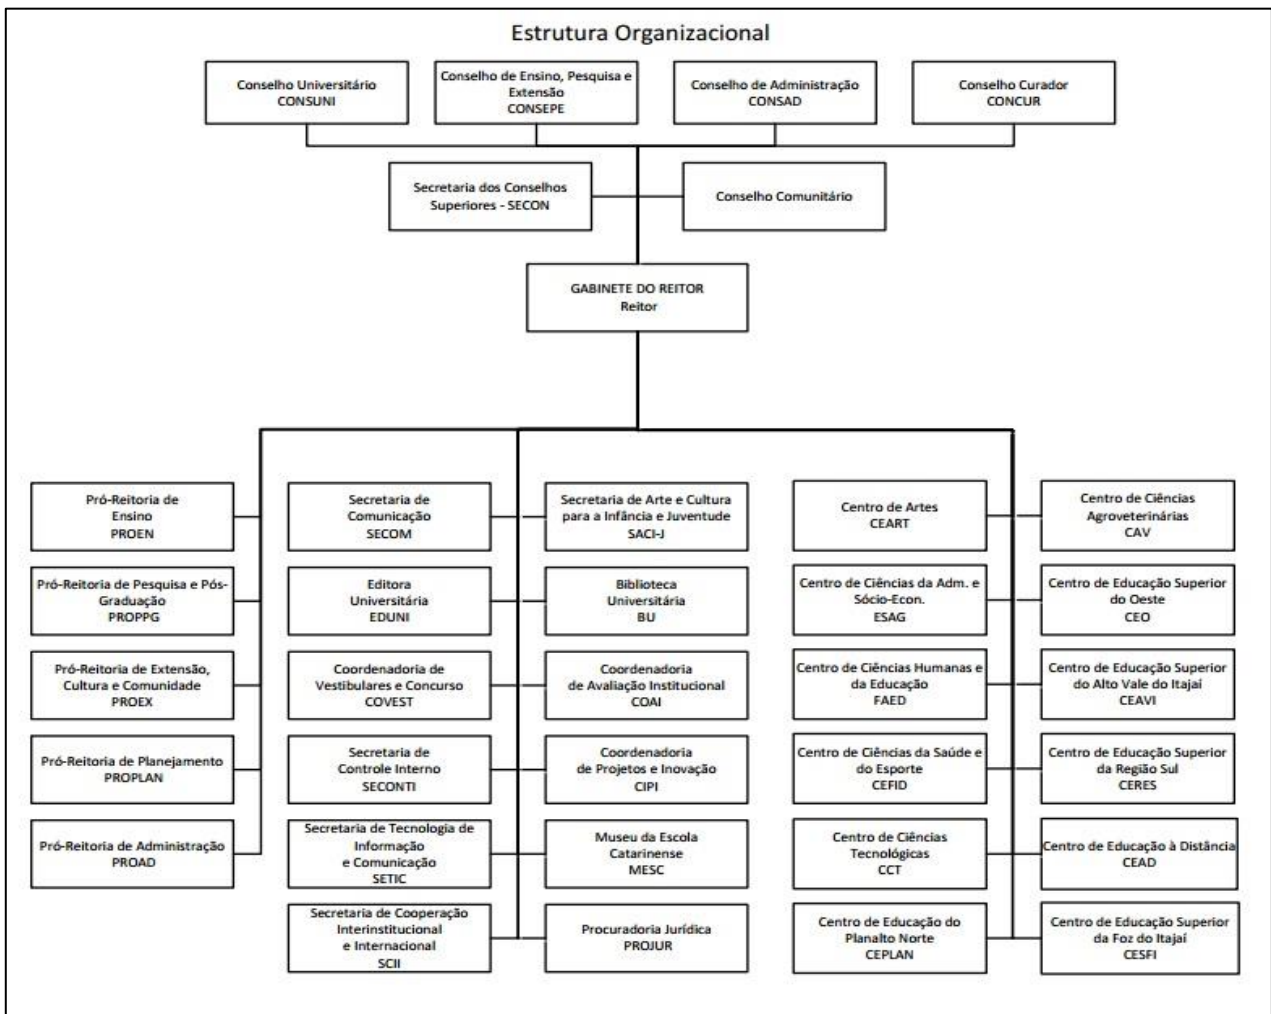 Estrutura Organizacional
Conselho Universitário
CONSUNI
Conselho de Ensino, Pesquisa e
Extensão
CONSEPE
Conselho de Administração
CONSAD
Conselho Curador
CONCUR
Secretaria dos Conselhos
Superiores - SECON
Conselho Comunitário
GABINETE DO REITOR
Reitor
Pró-Reitoria de
Ensino
PROEN
Pró-Reitoria de Pesquisa e Pós-
Graduação
PROPPG
Pró-Reitoria de Extensão,
Cultura e Comunidade
PROEX
Pró-Reitoria de Planejamento
PROPLAN
Pró-Reitoria de Administração
PROAD
Secretaria de
Comunicação
SECOM
Editora
Universitária
EDUNI
Coordenadoria de
Vestibulares e Concurso
COVEST
Secretaria de
Controle Interno
SECONTI
Secretaria de Tecnologia de
Informação
e Comunicação
SETIC
Secretaria de Cooperação
Interinstitucional
e Internacional
SCII
Secretaria de Arte e Cultura
para a Infância e Juventude
SACI-J
Biblioteca
Universitária
BU
Coordenadoria
de Avaliação Institucional
COAI
Coordenadoria
de Projetos e Inovação
CIPI
Museu da Escola
Catarinense
MESC
Procuradoria Jurídica
PROJUR
Centro de Artes
CEART
Centro de Ciências da Adm. e
Sócio-Econ.
ESAG
Centro de Ciências Humanas e
da Educação
FAED
Centro de Ciências da Saúde e
do Esporte
CEFID
Centro de Ciências
Tecnológicas
CCT
Centro de Educação do
Planalto Norte
CEPLAN
Centro de Ciências
Agroveterinárias
CAV
Centro de Educação Superior
do Oeste
CEO
Centro de Educação Superior
do Alto Vale do Itajaí
CEAVI
Centro de Educação Superior
da Região Sul
CERES
Centro de Educação à Distância
CEAD
Centro de Educação Superior
da Foz do Itajaí
CESFI